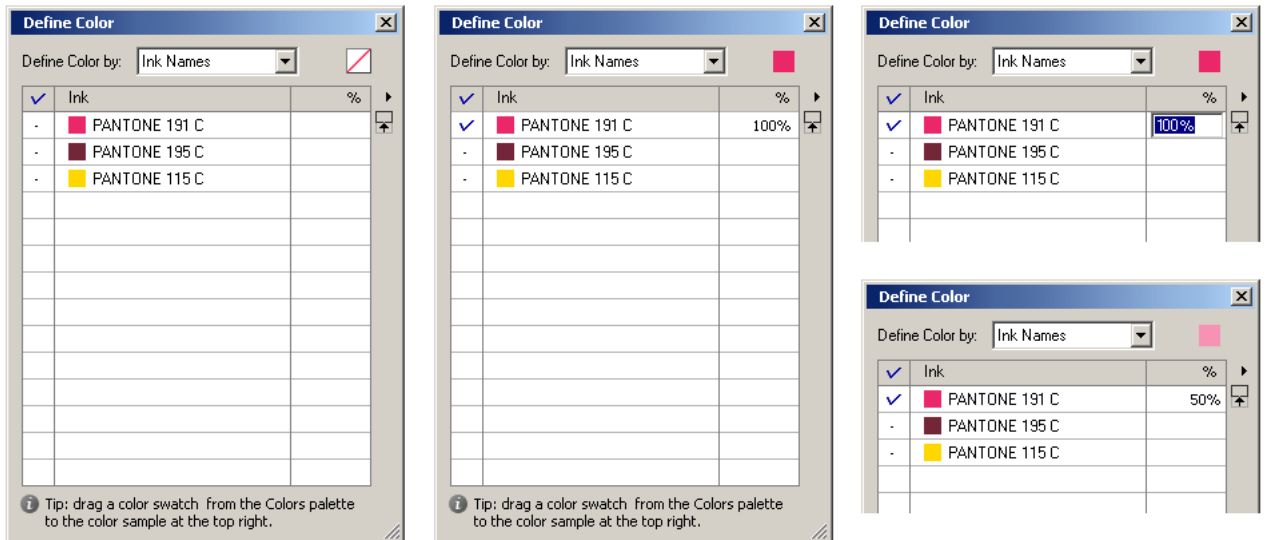 Define Color
Define Color by: Ink Names
Ink %
- PANTONE 191 C
- PANTONE 195 C
- PANTONE 115 C
Tip: drag a color swatch from the Colors palette
to the color sample at the top right.
Define Color
Define Color by: Ink Names
Ink %
PANTONE 191 C 100%
- PANTONE 195 C
- PANTONE 115 C
Tip: drag a color swatch from the Colors palette
to the color sample at the top right.
Define Color
Define Color by: Ink Names
Ink %
PANTONE 191 C 100%
- PANTONE 195 C
- PANTONE 115 C
Define Color
Define Color by: Ink Names
Ink %
PANTONE 191 C 50%
- PANTONE 195 C
- PANTONE 115 C